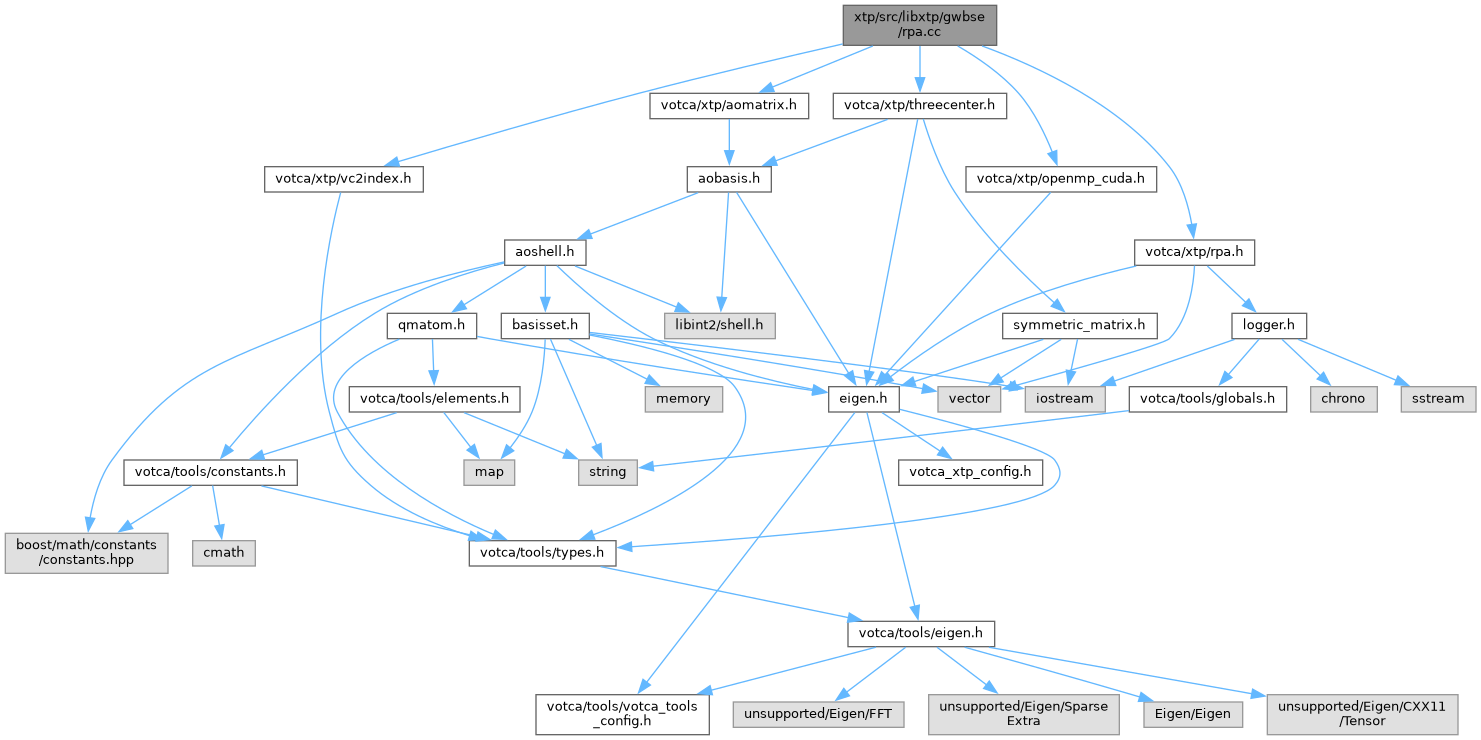 xtp/src/libxtp/gwbse
/rpa.cc
votca/xtp/aomatrix.h
votca/xtp/threecenter.h
votca/xtp/vc2index.h
aobasis.h
votca/xtp/openmp_cuda.h
aoshell.h
votca/xtp/rpa.h
qmatom.h
basisset.h
libint2/shell.h
symmetric_matrix.h
logger.h
votca/tools/elements.h
memory
eigen.h
vector
iostream
votca/tools/globals.h
chrono
sstream
votca/tools/constants.h
map
string
votca_xtp_config.h
boost/math/constants
/constants.hpp
cmath
votca/tools/types.h
votca/tools/eigen.h
votca/tools/votca_tools
_config.h
unsupported/Eigen/FFT
unsupported/Eigen/Sparse
Extra
Eigen/Eigen
unsupported/Eigen/CXX11
/Tensor